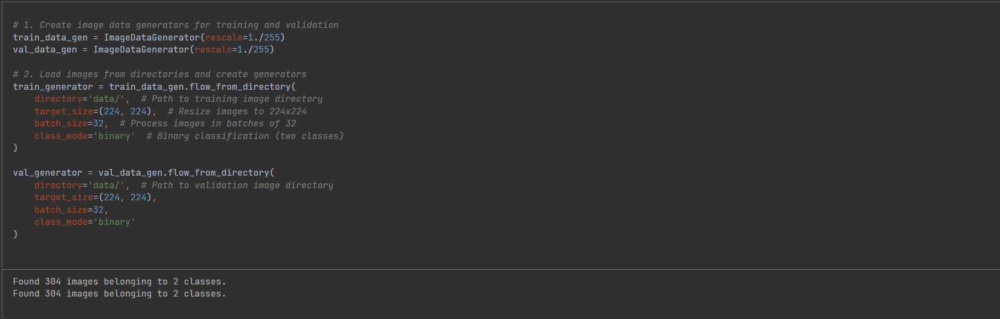 # 1. Create image data generators for training and validation
train_data_gen = ImageDataGenerator(rescale=1./255)
val_data_gen = ImageDataGenerator(rescale=1./255)
# 2. Load images from directories and create generators
train_generator = train_data_gen.flow_from_directory(
    directory='data/',  # Path to training image directory
    target_size=(224, 224),  # Resize images to 224x224
    batch_size=32,  # Process images in batches of 32
    class_mode='binary'  # Binary classification (two classes)
)
val_generator = val_data_gen.flow_from_directory(
    directory='data/',  # Path to validation image directory
    target_size=(224, 224),
    batch_size=32,
    class_mode='binary'
)
Found 304 images belonging to 2 classes.
Found 304 images belonging to 2 classes.